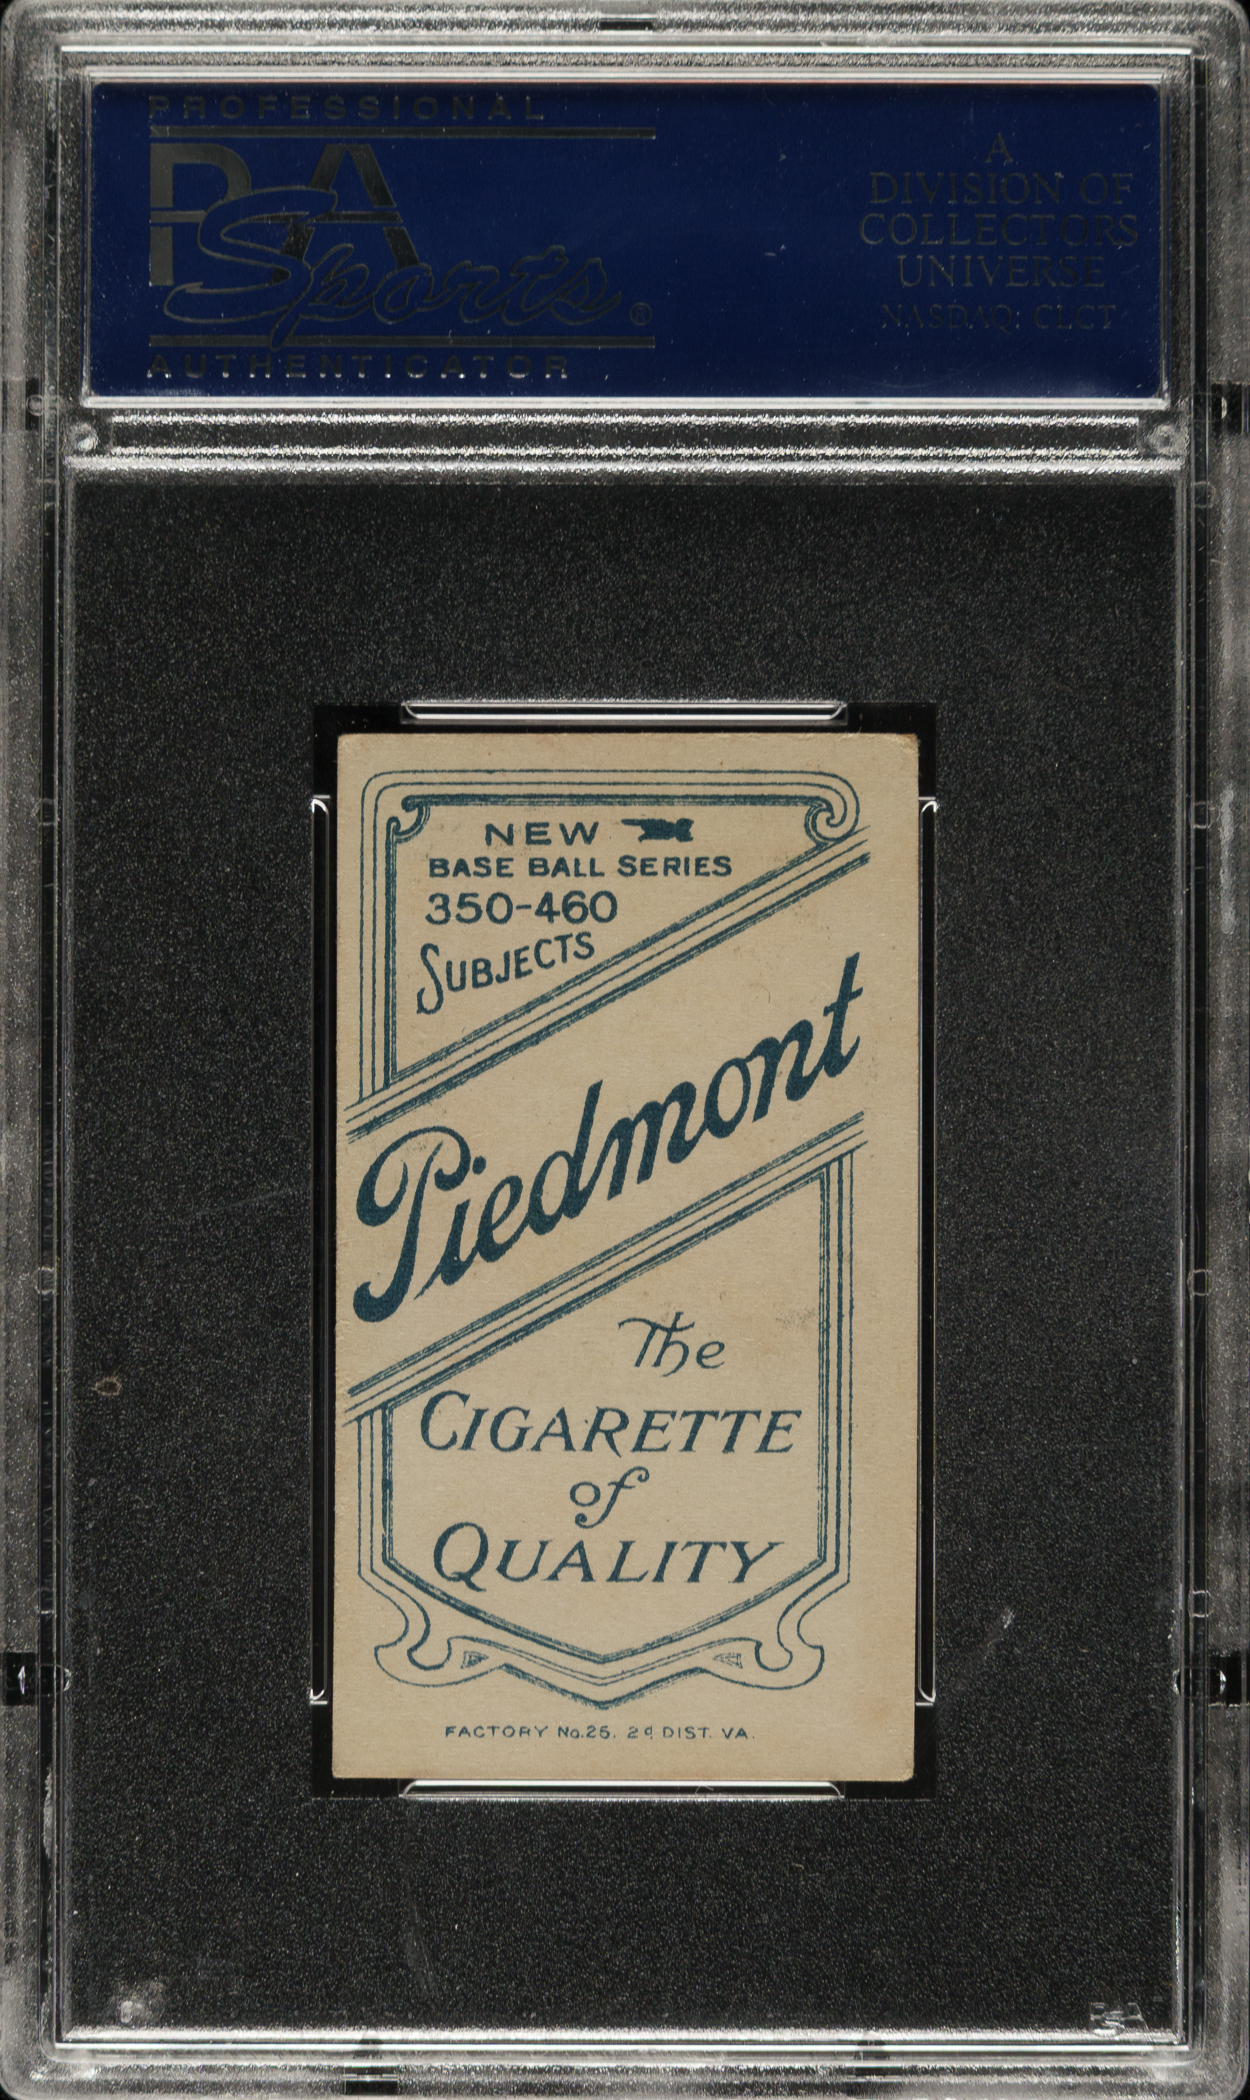 PROFESSIONAL
PSA
Sports®
AUTHENTICATOR
A
DIVISION OF
COLLECTORS
UNIVERSE
NASDAQ: CLCT
NEW
BASE BALL SERIES
350-460
SUBJECTS
Piedmont
The
CIGARETTE
of
QUALITY
FACTORY No.25. 2d DIST. VA.
PSA